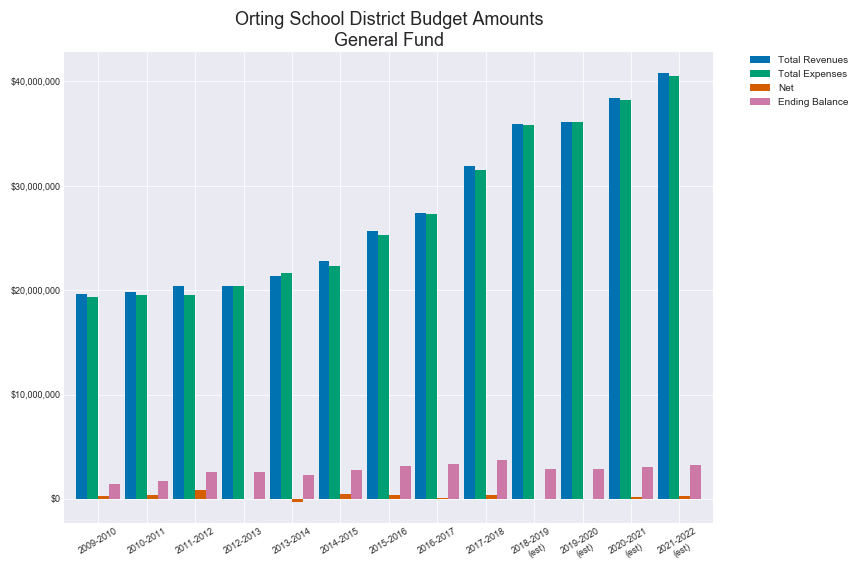 Orting School District Budget Amounts
General Fund
Total Revenues
Total Expenses
Net
Ending Balance
$40,000,000
$30,000,000
$20,000,000
$10,000,000
$0
2009-2010
2010-2011
2011-2012
2012-2013
2013-2014
2014-2015
2015-2016
2016-2017
2017-2018
2018-2019
(est)
2019-2020
(est)
2020-2021
(est)
2021-2022
(est)